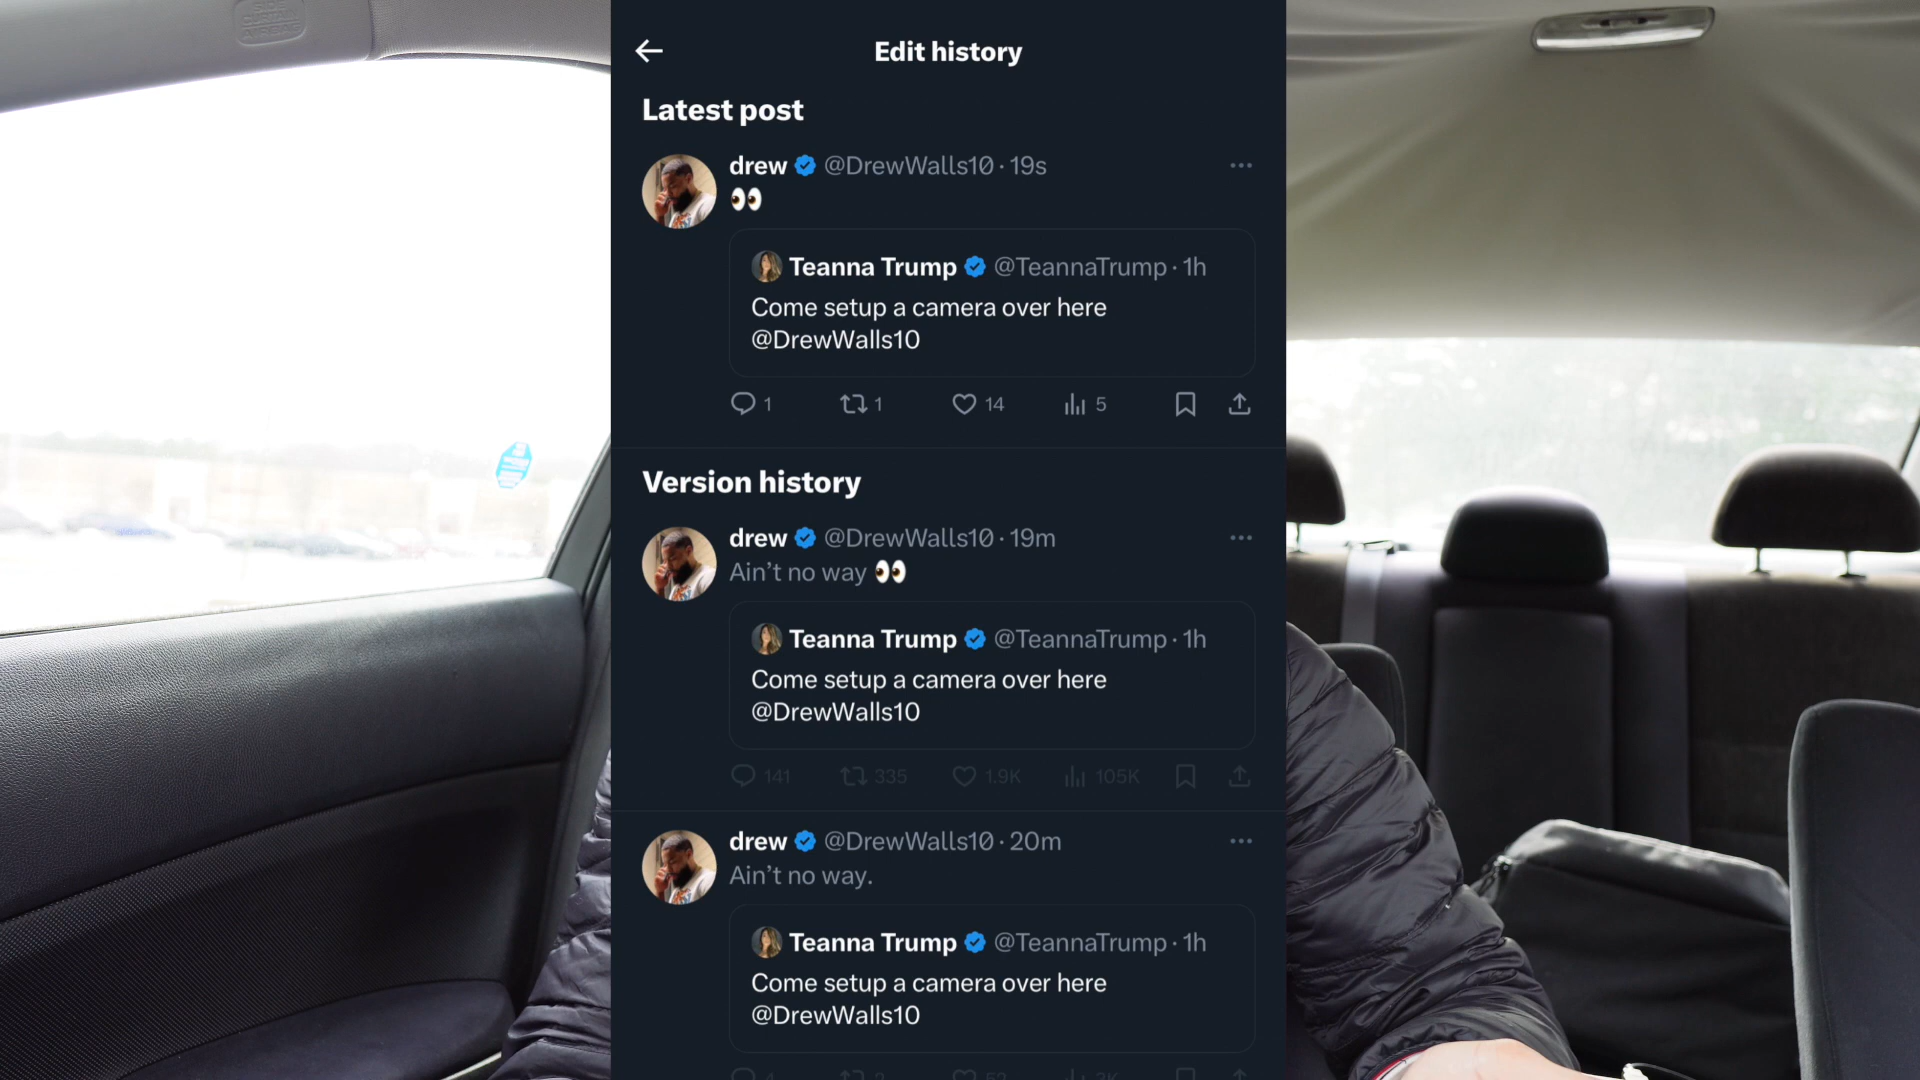 SIDE
CURTAIN
AIRBAG
Edit history
Latest post
drew @DrewWalls10 · 19s
👀
Teanna Trump @TeannaTrump · 1h
Come setup a camera over here
@DrewWalls10
1 1 14 5
Version history
drew @DrewWalls10 · 19m
Ain't no way 👀
Teanna Trump @TeannaTrump · 1h
Come setup a camera over here
@DrewWalls10
141 335 1.9K 105K
drew @DrewWalls10 · 20m
Ain't no way.
Teanna Trump @TeannaTrump · 1h
Come setup a camera over here
@DrewWalls10